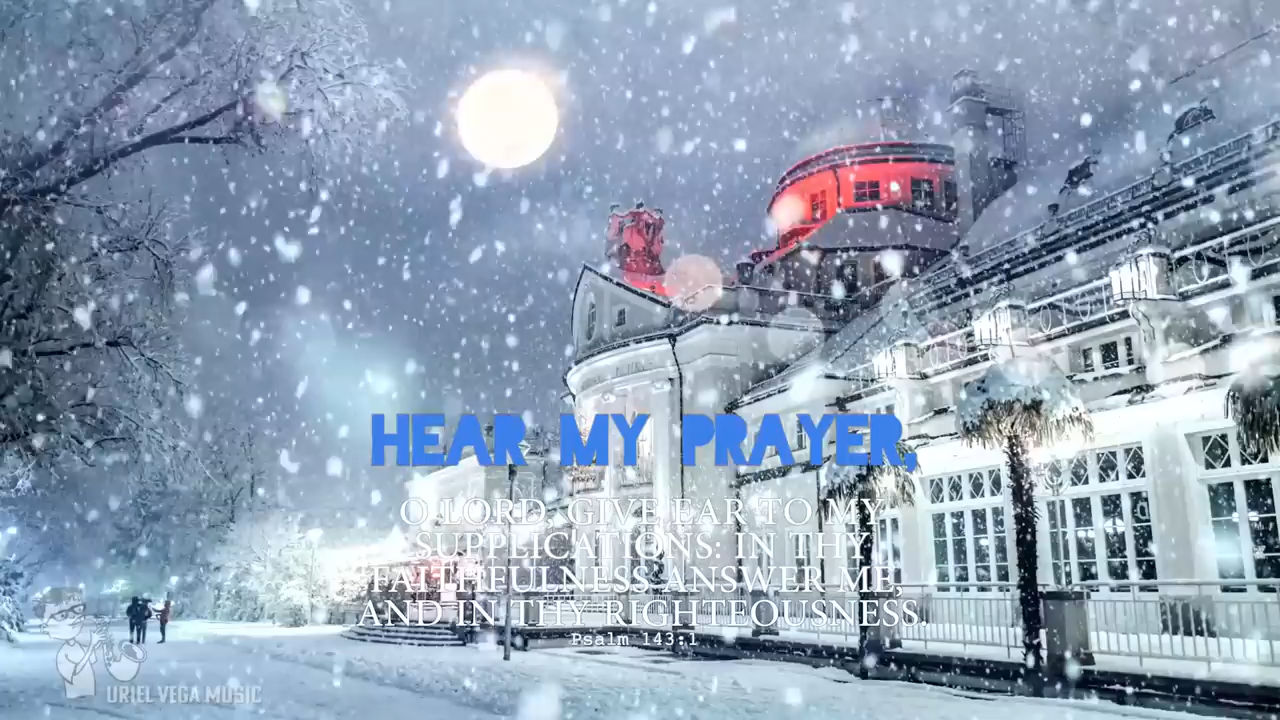 HEAR MY PRAYER,
O LORD, GIVE EAR TO MY
SUPPLICATIONS: IN THY
FAITHFULNESS ANSWER ME,
AND IN THY RIGHTEOUSNESS.
Psalm 143:1
URIEL VEGA MUSIC